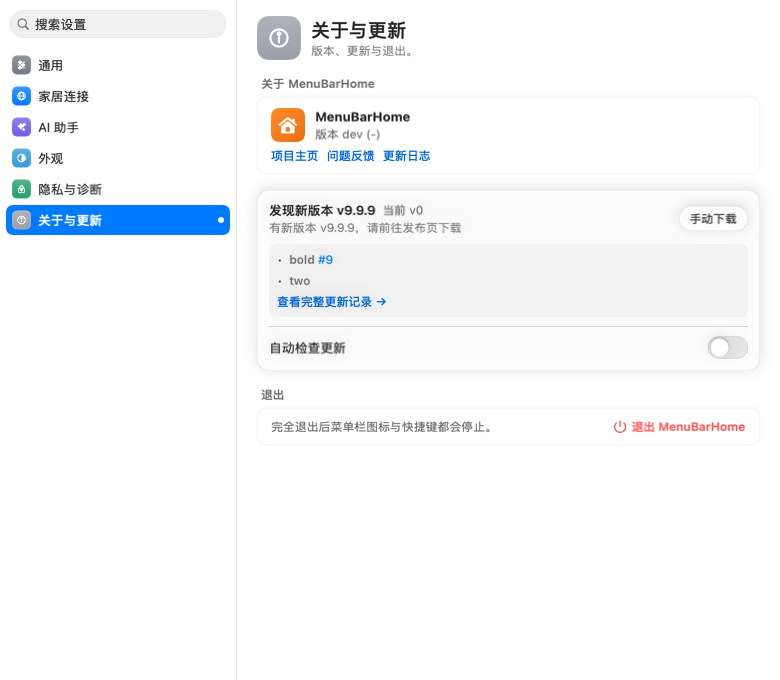 搜索设置
通用
家居连接
AI 助手
外观
隐私与诊断
关于与更新
关于与更新
版本、更新与退出。
关于 MenuBarHome
MenuBarHome
版本 dev (-)
项目主页 问题反馈 更新日志
发现新版本 v9.9.9 当前 v0
有新版本 v9.9.9，请前往发布页下载
手动下载
• bold #9
• two
查看完整更新记录 →
自动检查更新
退出
完全退出后菜单栏图标与快捷键都会停止。
退出 MenuBarHome